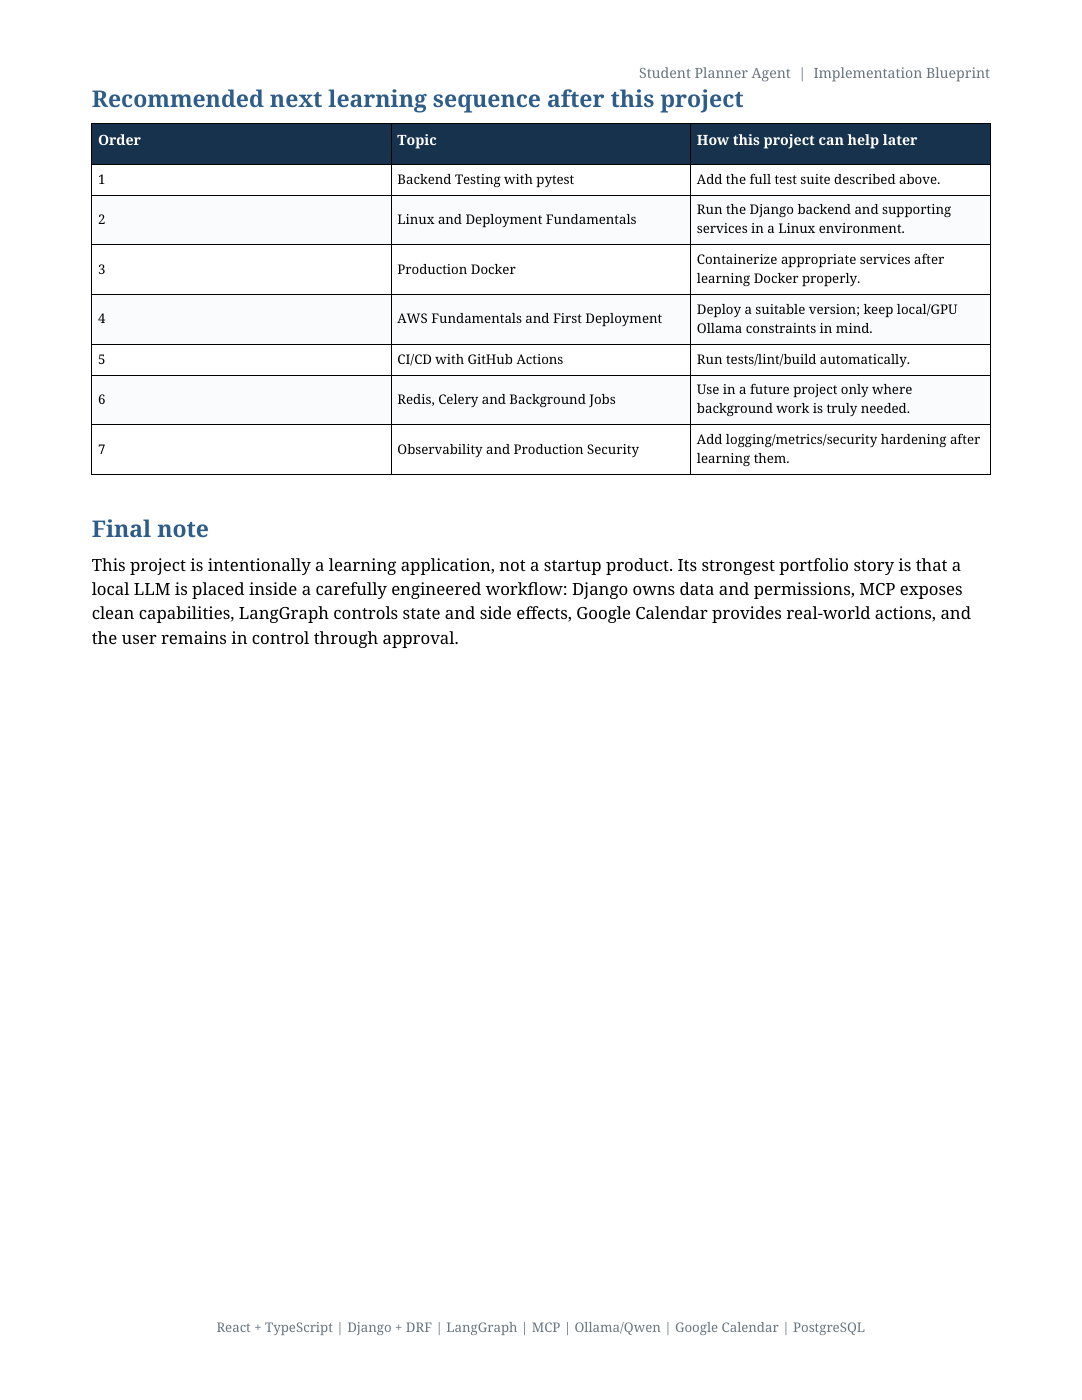 Student Planner Agent | Implementation Blueprint
Recommended next learning sequence after this project
Order Topic How this project can help later
1 Backend Testing with pytest Add the full test suite described above.
2 Linux and Deployment Fundamentals Run the Django backend and supporting
services in a Linux environment.
3 Production Docker Containerize appropriate services after
learning Docker properly.
4 AWS Fundamentals and First Deployment Deploy a suitable version; keep local/GPU
Ollama constraints in mind.
5 CI/CD with GitHub Actions Run tests/lint/build automatically.
6 Redis, Celery and Background Jobs Use in a future project only where
background work is truly needed.
7 Observability and Production Security Add logging/metrics/security hardening after
learning them.
Final note
This project is intentionally a learning application, not a startup product. Its strongest portfolio story is that a
local LLM is placed inside a carefully engineered workflow: Django owns data and permissions, MCP exposes
clean capabilities, LangGraph controls state and side effects, Google Calendar provides real-world actions, and
the user remains in control through approval.
React + TypeScript | Django + DRF | LangGraph | MCP | Ollama/Qwen | Google Calendar | PostgreSQL